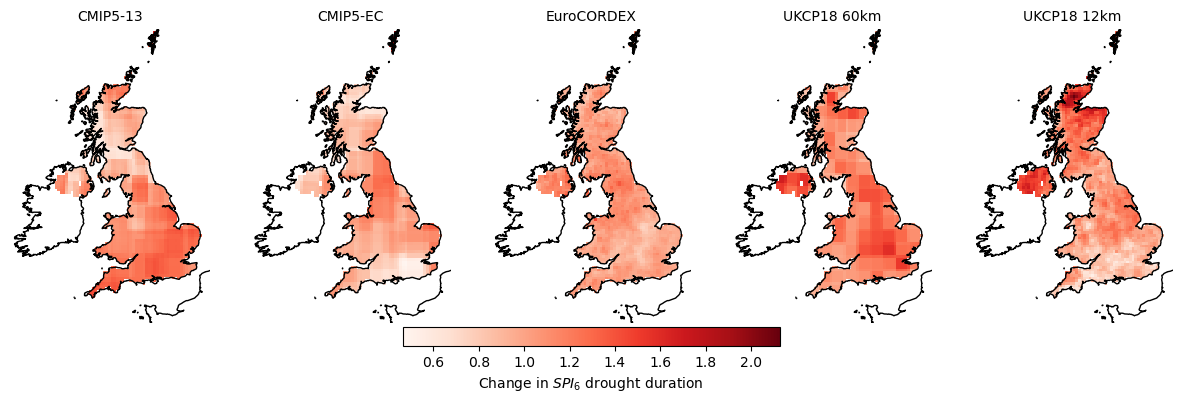 CMIP5-13 CMIP5-EC EuroCORDEX UKCP18 60km UKCP18 12km
0.6 0.8 1.0 1.2 1.4 1.6 1.8 2.0
Change in SPI₆ drought duration